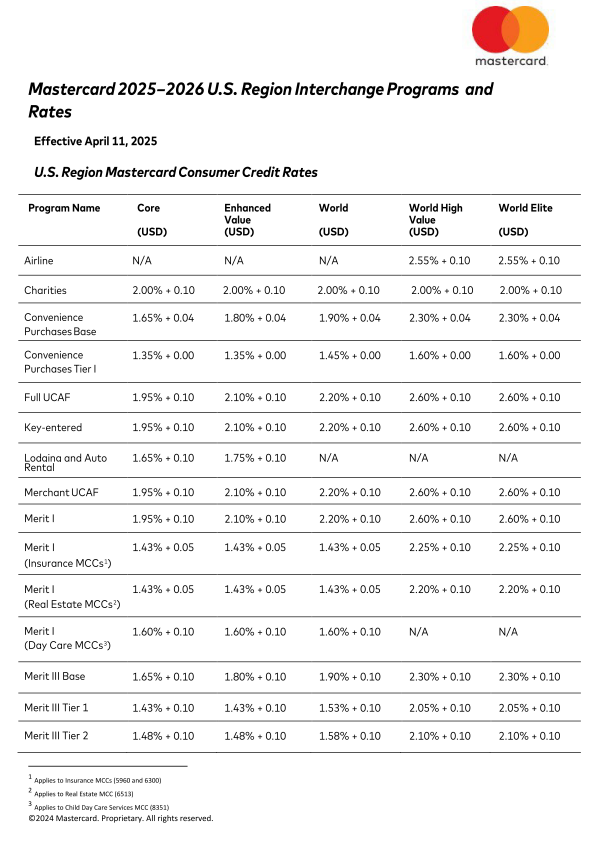 mastercard.
Mastercard 2025–2026 U.S. Region Interchange Programs and
Rates
Effective April 11, 2025
U.S. Region Mastercard Consumer Credit Rates
Program Name Core (USD) Enhanced Value (USD) World (USD) World High Value (USD) World Elite (USD)
Airline N/A N/A N/A 2.55% + 0.10 2.55% + 0.10
Charities 2.00% + 0.10 2.00% + 0.10 2.00% + 0.10 2.00% + 0.10 2.00% + 0.10
Convenience Purchases Base 1.65% + 0.04 1.80% + 0.04 1.90% + 0.04 2.30% + 0.04 2.30% + 0.04
Convenience Purchases Tier I 1.35% + 0.00 1.35% + 0.00 1.45% + 0.00 1.60% + 0.00 1.60% + 0.00
Full UCAF 1.95% + 0.10 2.10% + 0.10 2.20% + 0.10 2.60% + 0.10 2.60% + 0.10
Key-entered 1.95% + 0.10 2.10% + 0.10 2.20% + 0.10 2.60% + 0.10 2.60% + 0.10
Lodging and Auto Rental 1.65% + 0.10 1.75% + 0.10 N/A N/A N/A
Merchant UCAF 1.95% + 0.10 2.10% + 0.10 2.20% + 0.10 2.60% + 0.10 2.60% + 0.10
Merit I 1.95% + 0.10 2.10% + 0.10 2.20% + 0.10 2.60% + 0.10 2.60% + 0.10
Merit I (Insurance MCCs1) 1.43% + 0.05 1.43% + 0.05 1.43% + 0.05 2.25% + 0.10 2.25% + 0.10
Merit I (Real Estate MCCs2) 1.43% + 0.05 1.43% + 0.05 1.43% + 0.05 2.20% + 0.10 2.20% + 0.10
Merit I (Day Care MCCs3) 1.60% + 0.10 1.60% + 0.10 1.60% + 0.10 N/A N/A
Merit III Base 1.65% + 0.10 1.80% + 0.10 1.90% + 0.10 2.30% + 0.10 2.30% + 0.10
Merit III Tier 1 1.43% + 0.10 1.43% + 0.10 1.53% + 0.10 2.05% + 0.10 2.05% + 0.10
Merit III Tier 2 1.48% + 0.10 1.48% + 0.10 1.58% + 0.10 2.10% + 0.10 2.10% + 0.10
1 Applies to Insurance MCCs (5960 and 6300)
2 Applies to Real Estate MCC (6513)
3 Applies to Child Day Care Services MCC (8351)
©2024 Mastercard. Proprietary. All rights reserved.